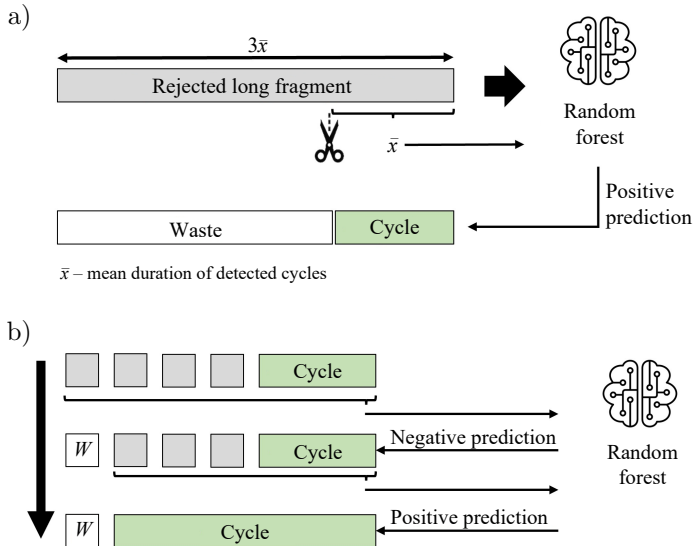 a)
3x̄
Rejected long fragment
Random
forest
x̄
Positive
prediction
Waste
Cycle
x̄ – mean duration of detected cycles
b)
Cycle
Negative prediction
W
Cycle
Random
forest
Positive prediction
W
Cycle